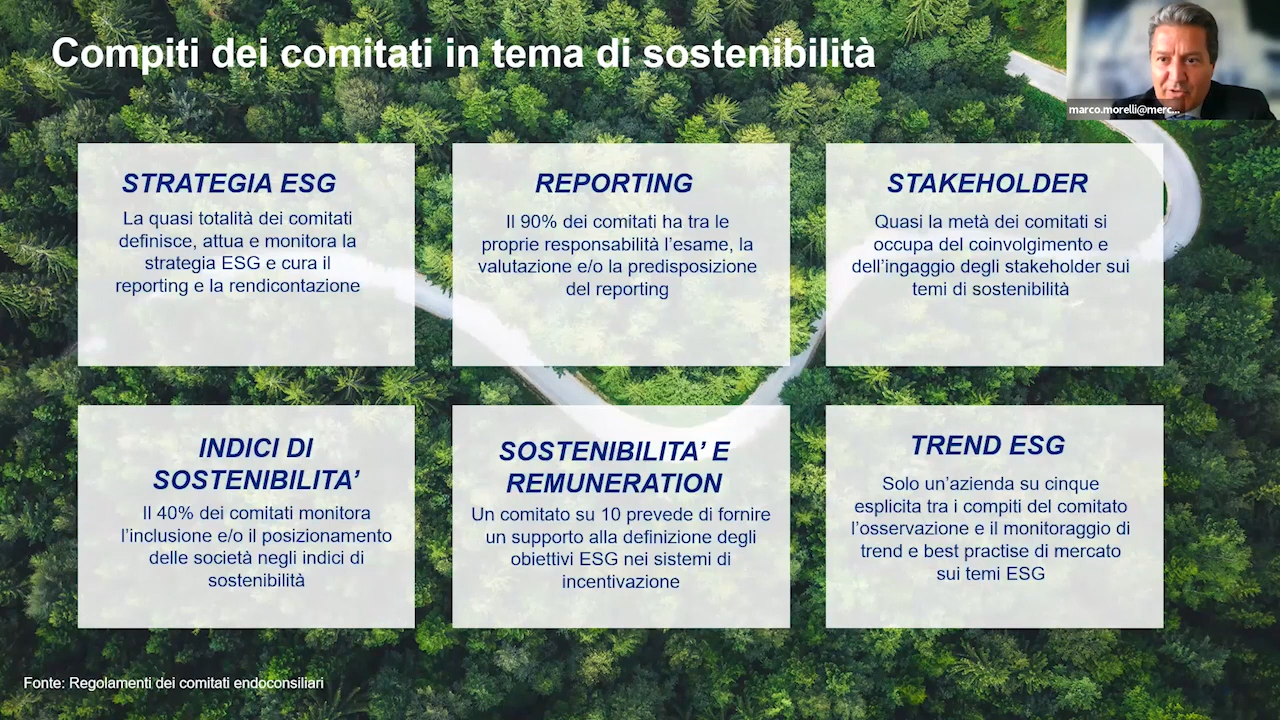 Compiti dei comitati in tema di sostenibilità
marco.morelli@merc...
STRATEGIA ESG
La quasi totalità dei comitati
definisce, attua e monitora la
strategia ESG e cura il
reporting e la rendicontazione
REPORTING
Il 90% dei comitati ha tra le
proprie responsabilità l’esame, la
valutazione e/o la predisposizione
del reporting
STAKEHOLDER
Quasi la metà dei comitati si
occupa del coinvolgimento e
dell’ingaggio degli stakeholder sui
temi di sostenibilità
INDICI DI
SOSTENIBILITA’
Il 40% dei comitati monitora
l’inclusione e/o il posizionamento
delle società negli indici di
sostenibilità
SOSTENIBILITA’ E
REMUNERATION
Un comitato su 10 prevede di fornire
un supporto alla definizione degli
obiettivi ESG nei sistemi di
incentivazione
TREND ESG
Solo un’azienda su cinque
esplicita tra i compiti del comitato
l’osservazione e il monitoraggio di
trend e best practise di mercato
sui temi ESG
Fonte: Regolamenti dei comitati endoconsiliari